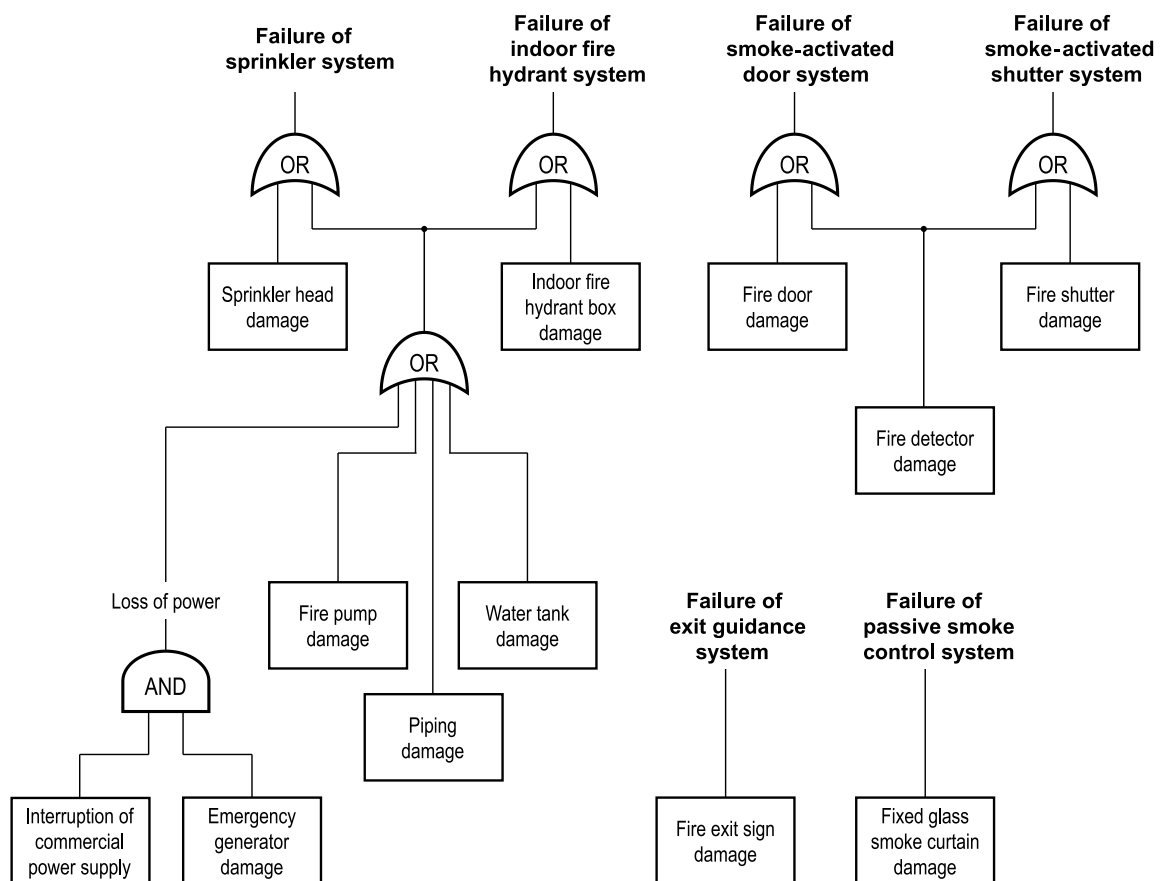 Failure of
sprinkler system
Failure of
indoor fire
hydrant system
Failure of
smoke-activated
door system
Failure of
smoke-activated
shutter system
OR
OR
OR
OR
Sprinkler head
damage
Indoor fire
hydrant box
damage
Fire door
damage
Fire shutter
damage
OR
Fire detector
damage
Loss of power
Fire pump
damage
Water tank
damage
Failure of
exit guidance
system
Failure of
passive smoke
control system
AND
Piping
damage
Interruption of
commercial
power supply
Emergency
generator
damage
Fire exit sign
damage
Fixed glass
smoke curtain
damage